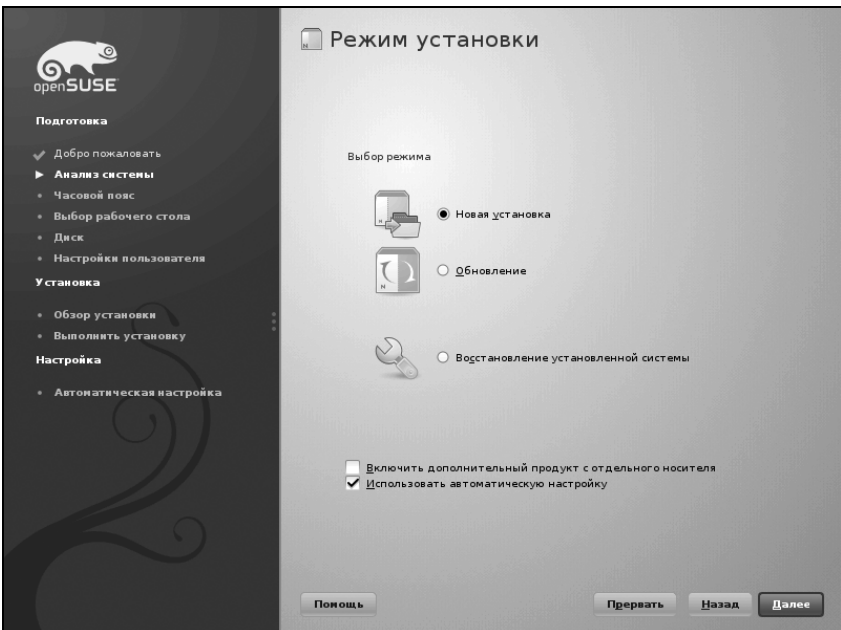 openSUSE
Подготовка
Добро пожаловать
Анализ системы
Часовой пояс
Выбор рабочего стола
Диск
Настройки пользователя
Установка
Обзор установки
Выполнить установку
Настройка
Автоматическая настройка
Режим установки
Выбор режима
Новая установка
Обновление
Восстановление установленной системы
Включить дополнительный продукт с отдельного носителя
Использовать автоматическую настройку
Помощь
Прервать
Назад
Далее